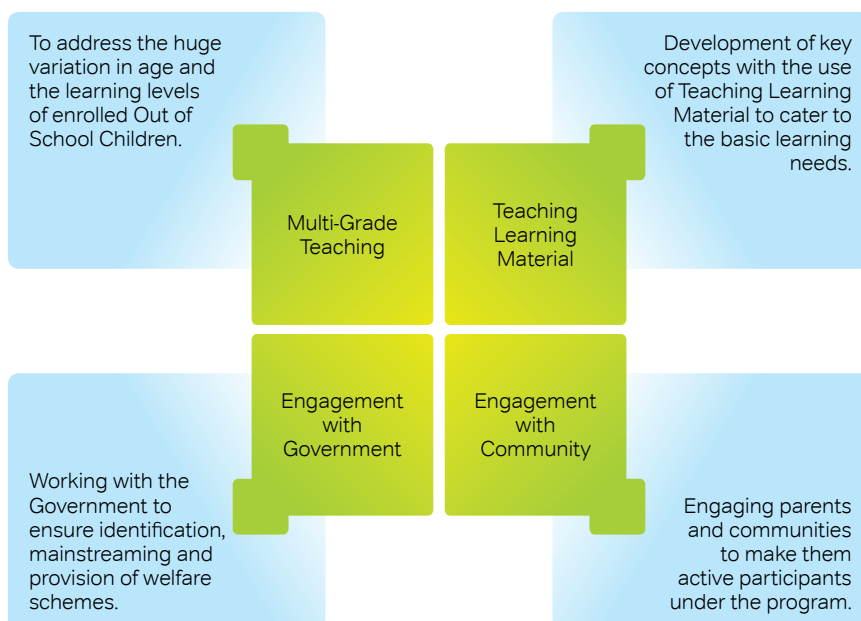 To address the huge
variation in age and
the learning levels
of enrolled Out of
School Children.
Development of key
concepts with the use
of Teaching Learning
Material to cater to
the basic learning
needs.
Multi-Grade
Teaching
Teaching
Learning
Material
Engagement
with
Government
Engagement
with
Community
Working with the
Government to
ensure identification,
mainstreaming and
provision of welfare
schemes.
Engaging parents
and communities
to make them
active participants
under the program.